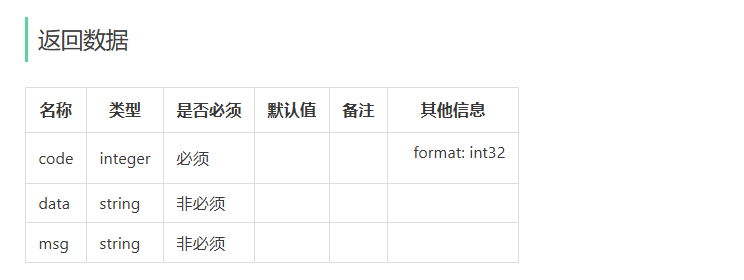 返回数据
名称 类型 是否必须 默认值 备注 其他信息
code integer 必须 format: int32
data string 非必须
msg string 非必须